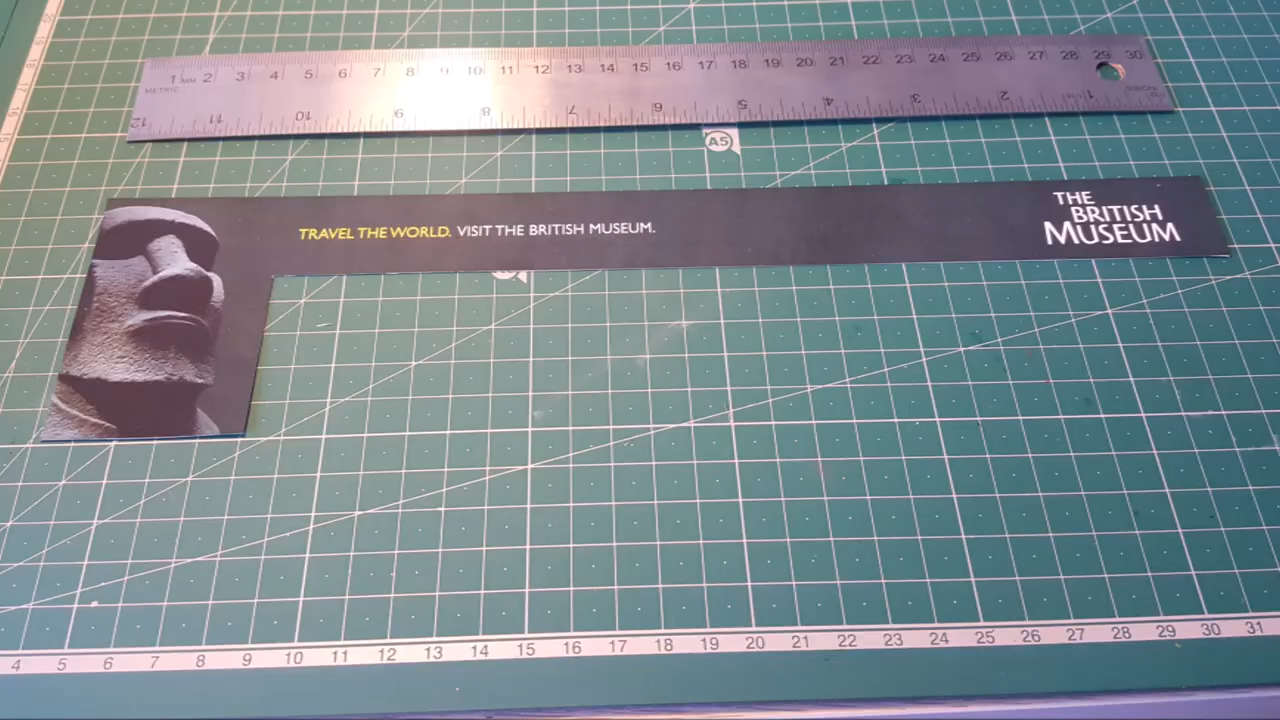 1 MM 2 3 4 5 6 7 8 9 10 11 12 13 14 15 16 17 18 19 20 21 22 23 24 25 26 27 28 29 30
METRIC
12 11 10 9 8 7 6 5 4 3 2 1
A5
TRAVEL THE WORLD. VISIT THE BRITISH MUSEUM.
THE
BRITISH
MUSEUM
4 5 6 7 8 9 10 11 12 13 14 15 16 17 18 19 20 21 22 23 24 25 26 27 28 29 30 31